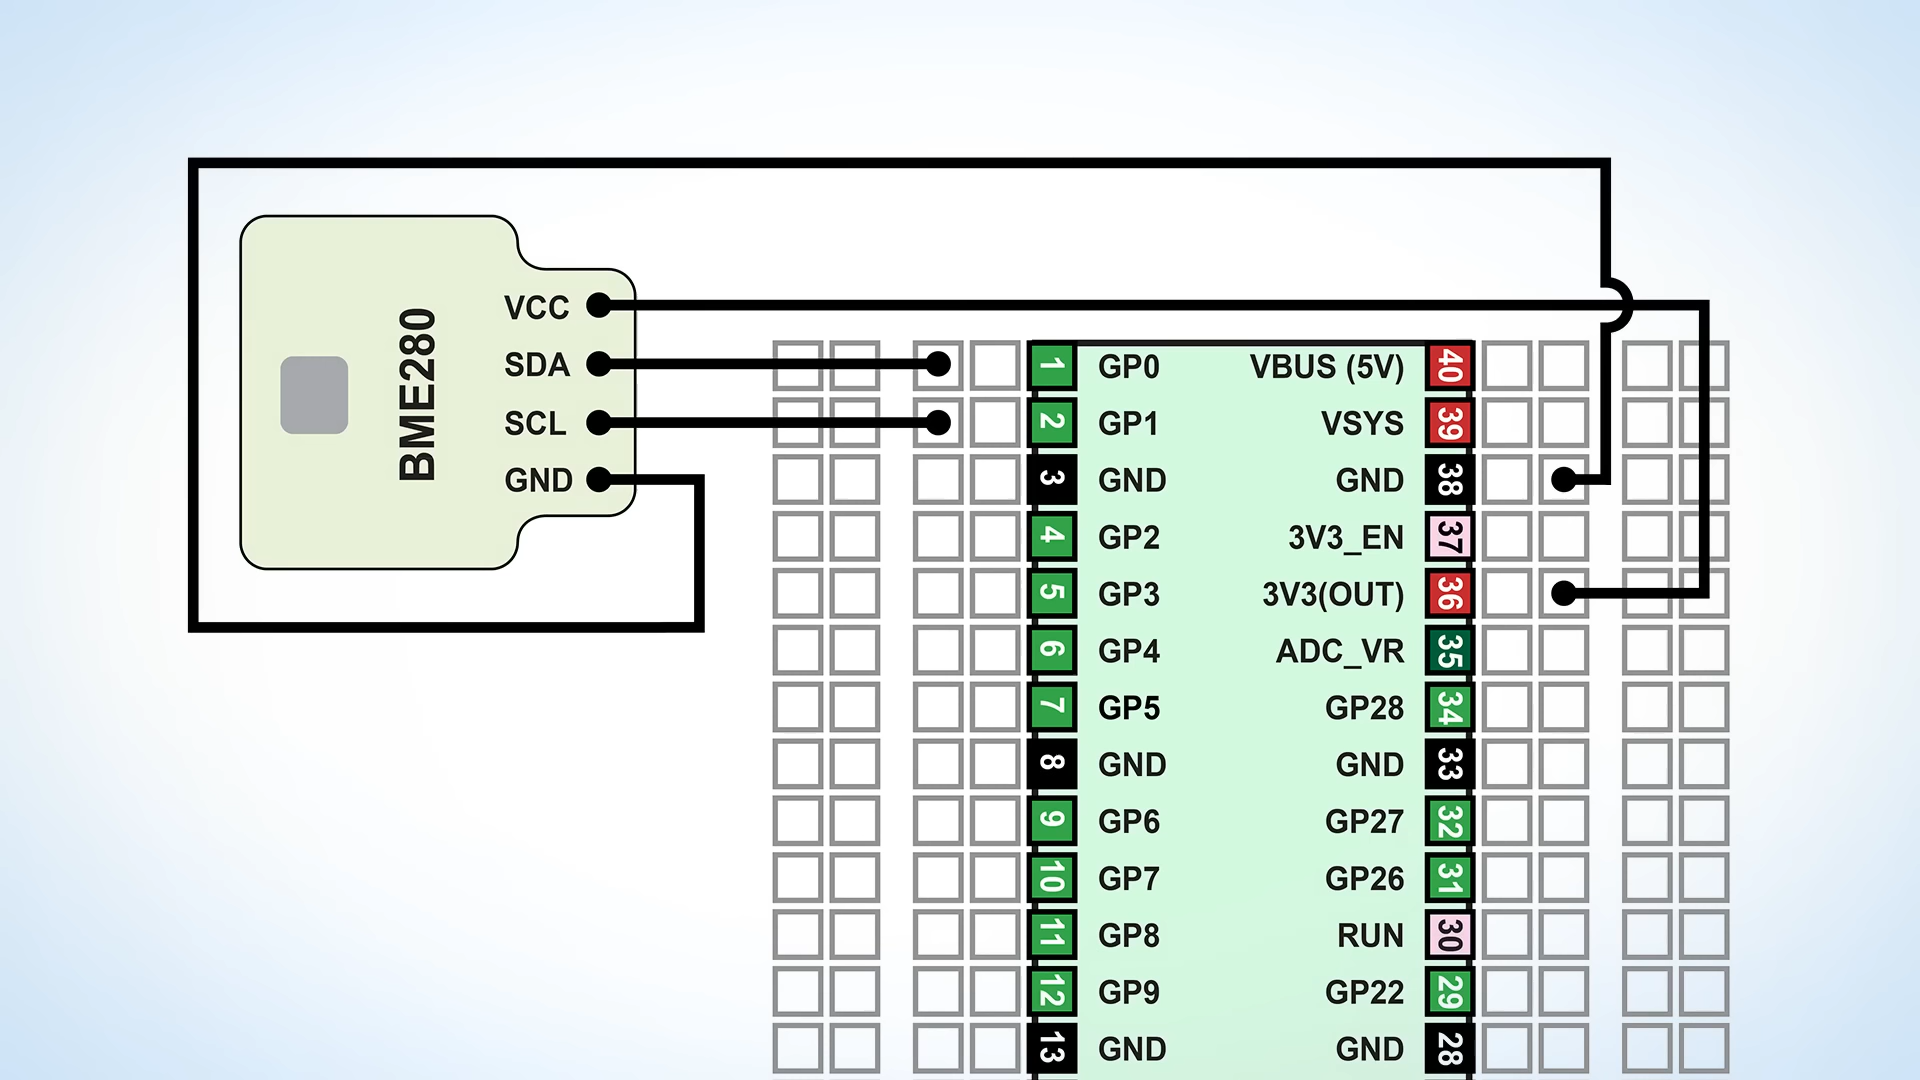 BME280
VCC
SDA
SCL
GND
1 GP0 VBUS (5V) 40
2 GP1 VSYS 39
3 GND GND 38
4 GP2 3V3_EN 37
5 GP3 3V3(OUT) 36
6 GP4 ADC_VR 35
7 GP5 GP28 34
8 GND GND 33
9 GP6 GP27 32
10 GP7 GP26 31
11 GP8 RUN 30
12 GP9 GP22 29
13 GND GND 28